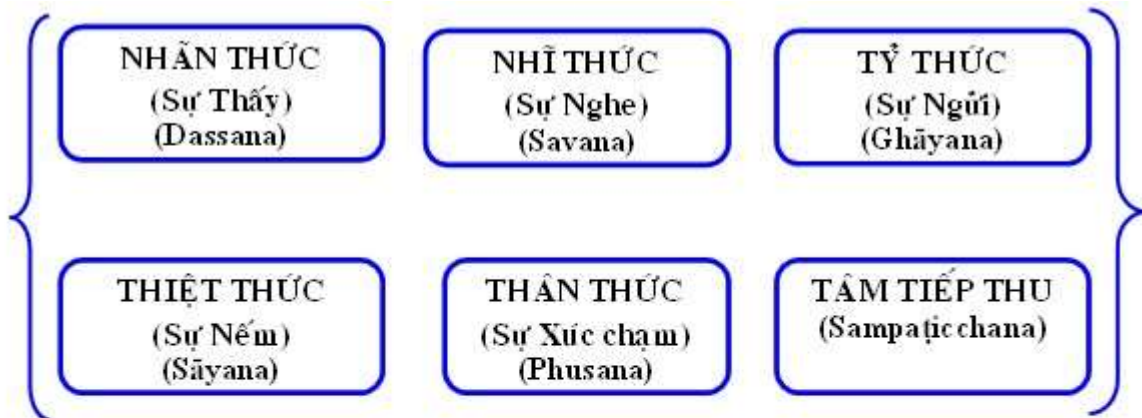 NHÃN THỨC
(Sự Thấy)
(Dassana)
NHĨ THỨC
(Sự Nghe)
(Savana)
TỶ THỨC
(Sự Ngửi)
(Ghāyana)
THIỆT THỨC
(Sự Nếm)
(Sāyana)
THÂN THỨC
(Sự Xúc chạm)
(Phusana)
TÂM TIẾP THU
(Sampaṭicchana)